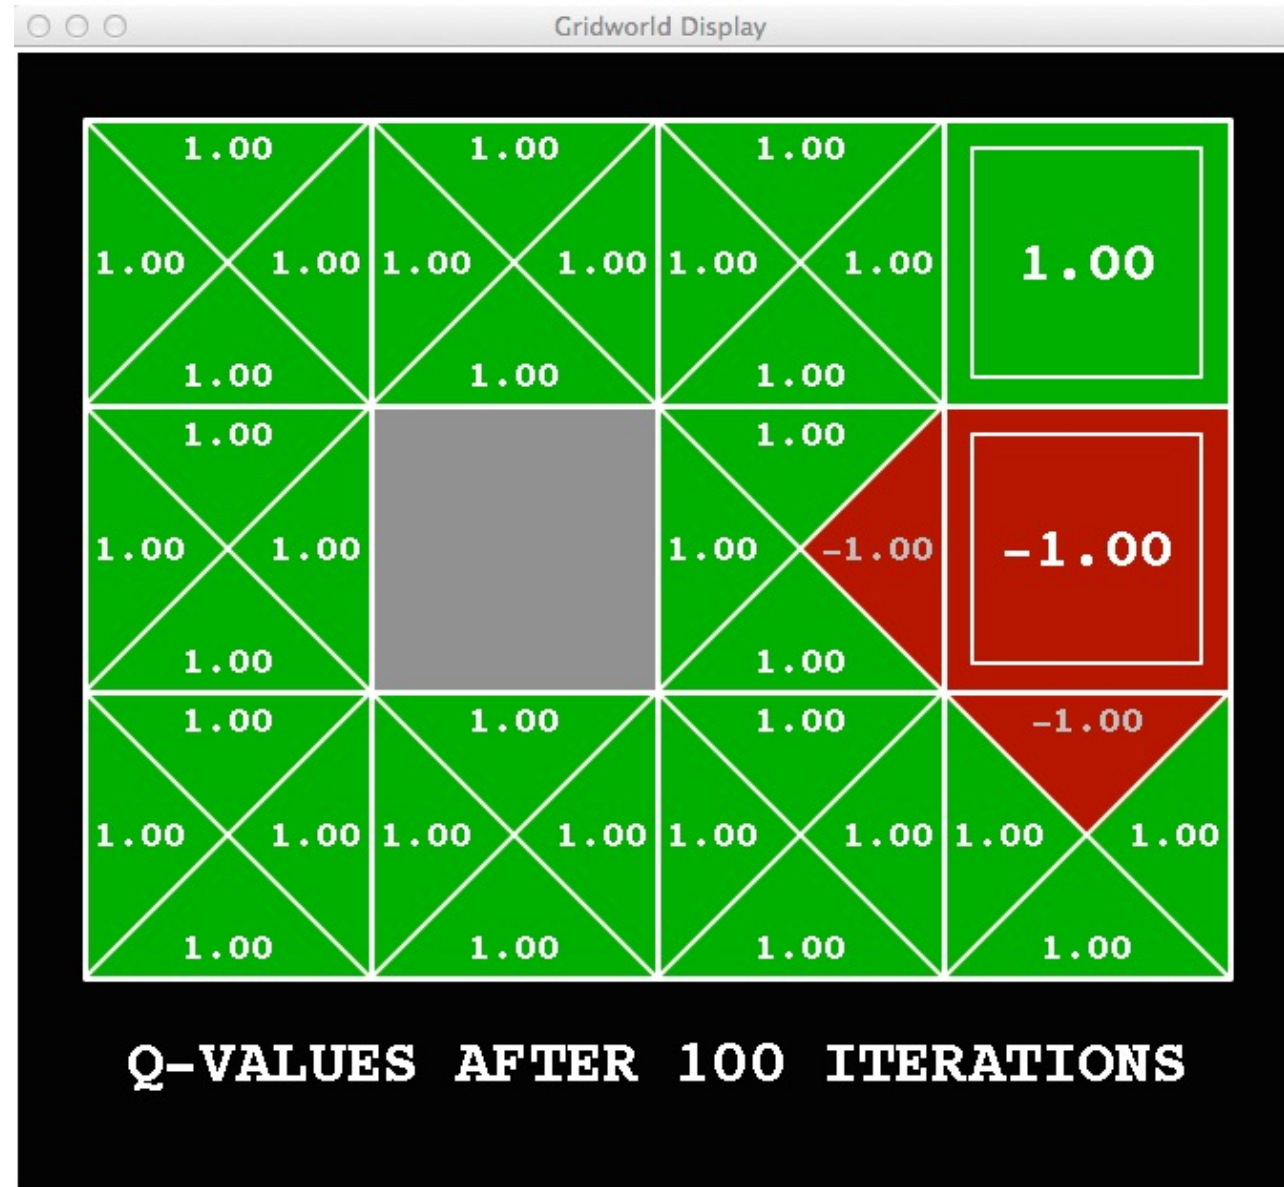 Gridworld Display
1.00 1.00 1.00
1.00 1.00 1.00 1.00 1.00 1.00 1.00
1.00 1.00 1.00
1.00 1.00
1.00 1.00 1.00 -1.00 -1.00
1.00 1.00
1.00 1.00 1.00 -1.00
1.00 1.00 1.00 1.00 1.00 1.00 1.00 1.00
1.00 1.00 1.00 1.00
Q-VALUES AFTER 100 ITERATIONS